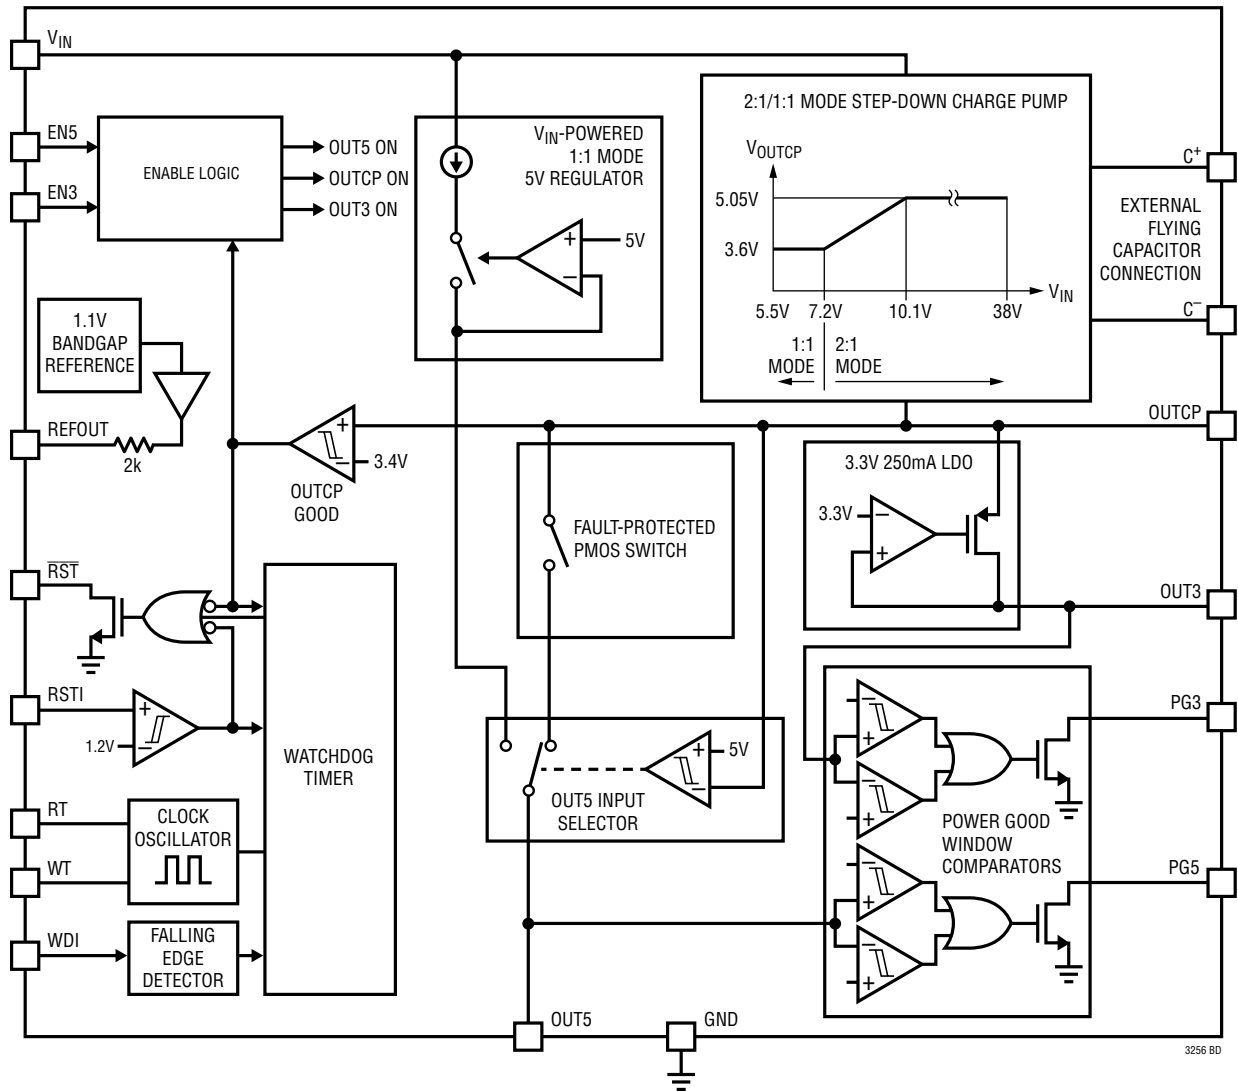 VIN
EN5
EN3
ENABLE LOGIC
OUT5 ON
OUTCP ON
OUT3 ON
VIN-POWERED
1:1 MODE
5V REGULATOR
+
5V
–
2:1/1:1 MODE STEP-DOWN CHARGE PUMP
VOUTCP
5.05V
3.6V
VIN
5.5V
7.2V
10.1V
38V
1:1
MODE
2:1
MODE
C+
EXTERNAL
FLYING
CAPACITOR
CONNECTION
C–
1.1V
BANDGAP
REFERENCE
REFOUT
2k
+
–
3.4V
OUTCP
GOOD
OUTCP
FAULT-PROTECTED
PMOS SWITCH
3.3V 250mA LDO
3.3V
–
+
OUT3
RST
RSTI
+
1.2V
–
WATCHDOG
TIMER
RT
WT
CLOCK
OSCILLATOR
WDI
FALLING
EDGE
DETECTOR
+
5V
–
OUT5 INPUT
SELECTOR
–
+
–
+
PG3
POWER GOOD
WINDOW
COMPARATORS
–
+
–
+
PG5
OUT5
GND
3256 BD